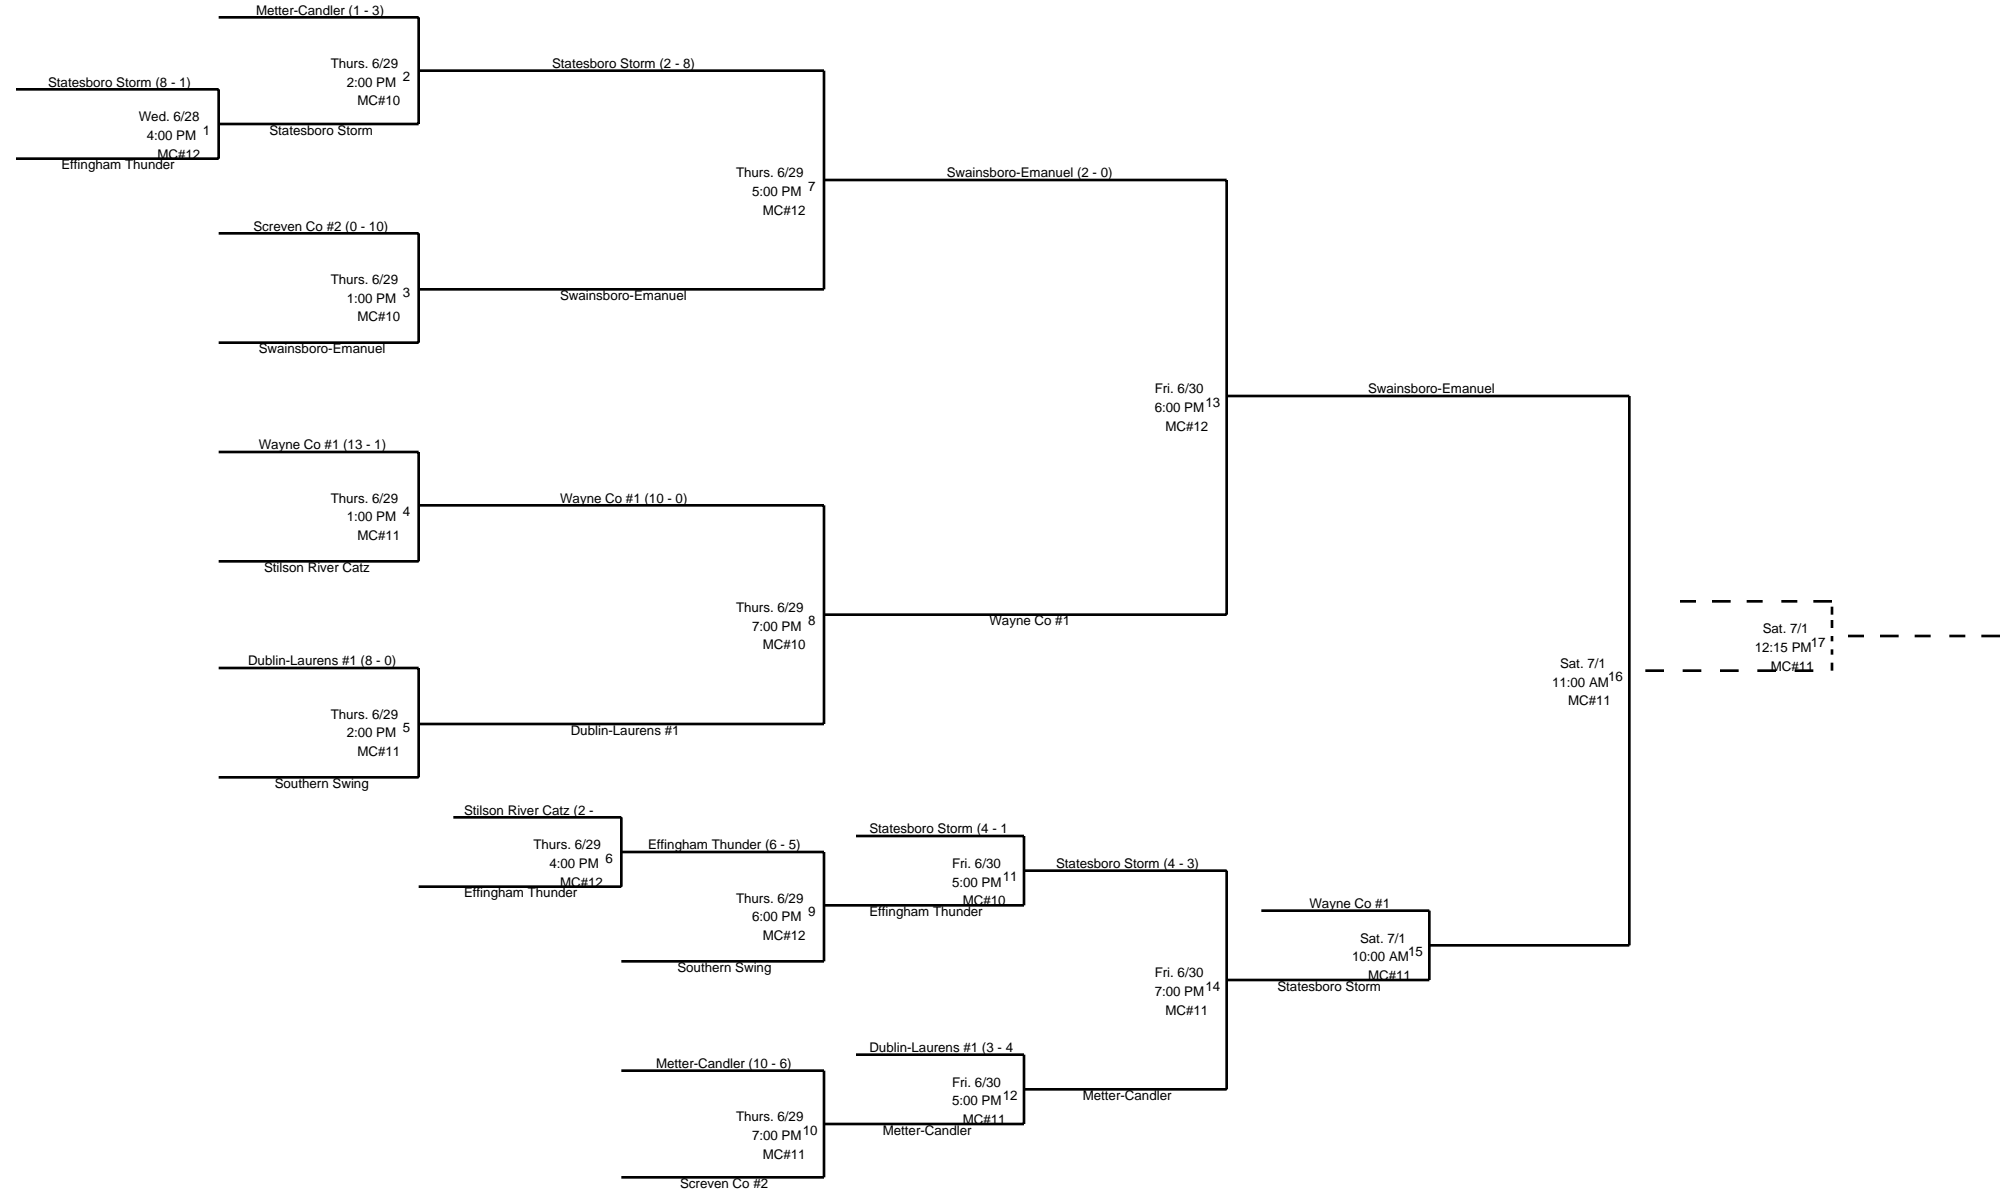 Metter-Candler (1 - 3)
Thurs. 6/29
2:00 PM 2
MC#10
Statesboro Storm (2 - 8)
Statesboro Storm (8 - 1)
Wed. 6/28
4:00 PM 1
MC#12
Statesboro Storm
Effingham Thunder
Thurs. 6/29
5:00 PM 7
MC#12
Swainsboro-Emanuel (2 - 0)
Screven Co #2 (0 - 10)
Thurs. 6/29
1:00 PM 3
MC#10
Swainsboro-Emanuel
Swainsboro-Emanuel
Fri. 6/30
6:00 PM 13
MC#12
Swainsboro-Emanuel
Wayne Co #1 (13 - 1)
Thurs. 6/29
1:00 PM 4
MC#11
Wayne Co #1 (10 - 0)
Stilson River Catz
Thurs. 6/29
7:00 PM 8
MC#10
Wayne Co #1
Sat. 7/1
12:15 PM 17
MC#11
Sat. 7/1
11:00 AM 16
MC#11
Dublin-Laurens #1 (8 - 0)
Thurs. 6/29
2:00 PM 5
MC#11
Dublin-Laurens #1
Southern Swing
Stilson River Catz (2 -
Thurs. 6/29
4:00 PM 6
MC#12
Effingham Thunder
Effingham Thunder (6 - 5)
Thurs. 6/29
6:00 PM 9
MC#12
Southern Swing
Statesboro Storm (4 - 1
Fri. 6/30
5:00 PM 11
MC#10
Effingham Thunder
Statesboro Storm (4 - 3)
Fri. 6/30
7:00 PM 14
MC#11
Wayne Co #1
Sat. 7/1
10:00 AM 15
MC#11
Statesboro Storm
Metter-Candler (10 - 6)
Thurs. 6/29
7:00 PM 10
MC#11
Screven Co #2
Dublin-Laurens #1 (3 - 4
Fri. 6/30
5:00 PM 12
MC#11
Metter-Candler
Metter-Candler